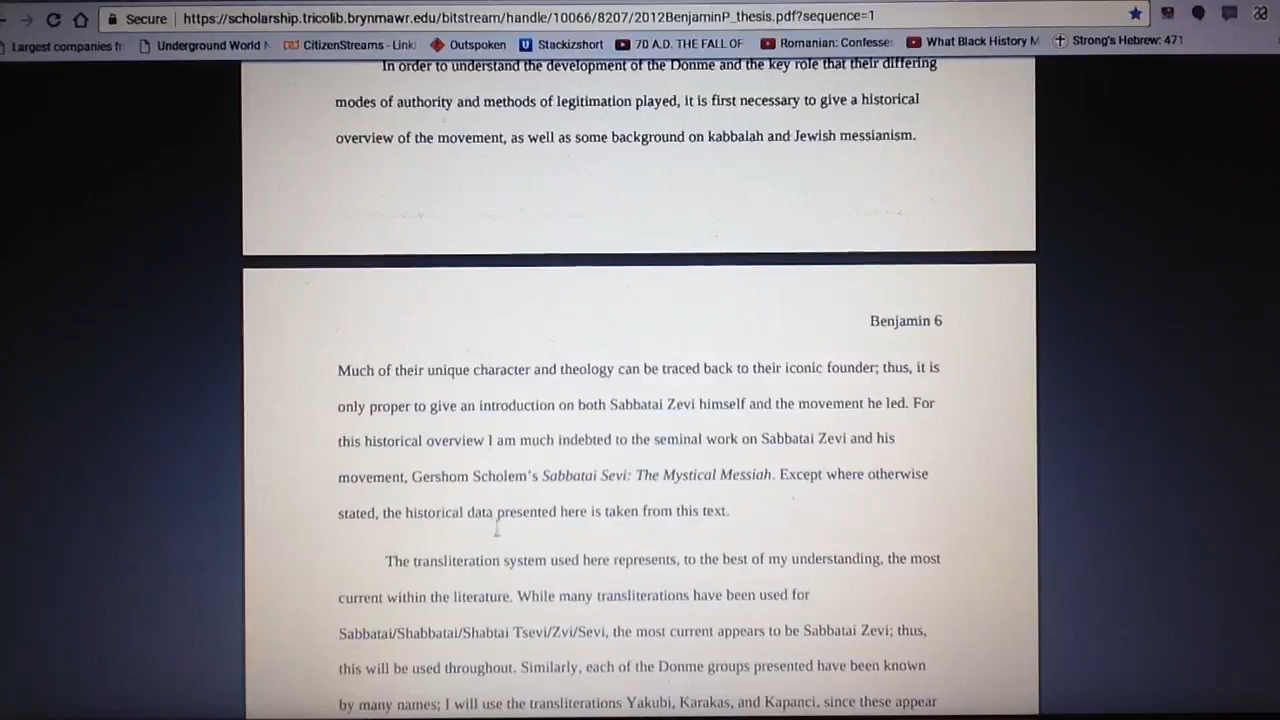 Secure | https://scholarship.tricolib.brynmawr.edu/bitstream/handle/10066/8207/2012BenjaminP_thesis.pdf?sequence=1
Largest companies Underground World CitizenStreams - Link Outspoken Stackizshort 70 A.D. THE FALL OF Romanian: What Black History Strong's Hebrew: 471
In order to understand the development of the Donme and the key role that their differing
modes of authority and methods of legitimation played, it is first necessary to give a historical
overview of the movement, as well as some background on kabbalah and Jewish messianism.
Benjamin 6
Much of their unique character and theology can be traced back to their iconic founder; thus, it is
only proper to give an introduction on both Sabbatai Zevi himself and the movement he led. For
this historical overview I am much indebted to the seminal work on Sabbatai Zevi and his
movement, Gershom Scholem's Sabbatai Sevi: The Mystical Messiah. Except where otherwise
stated, the historical data presented here is taken from this text.
The transliteration system used here represents, to the best of my understanding, the most
current within the literature. While many transliterations have been used for
Sabbatai/Shabbatai/Shabtai Tsevi/Zvi/Sevi, the most current appears to be Sabbatai Zevi; thus,
this will be used throughout. Similarly, each of the Donme groups presented have been known
by many names; I will use the transliterations Yakubi, Karakas, and Kapanci, since these appear